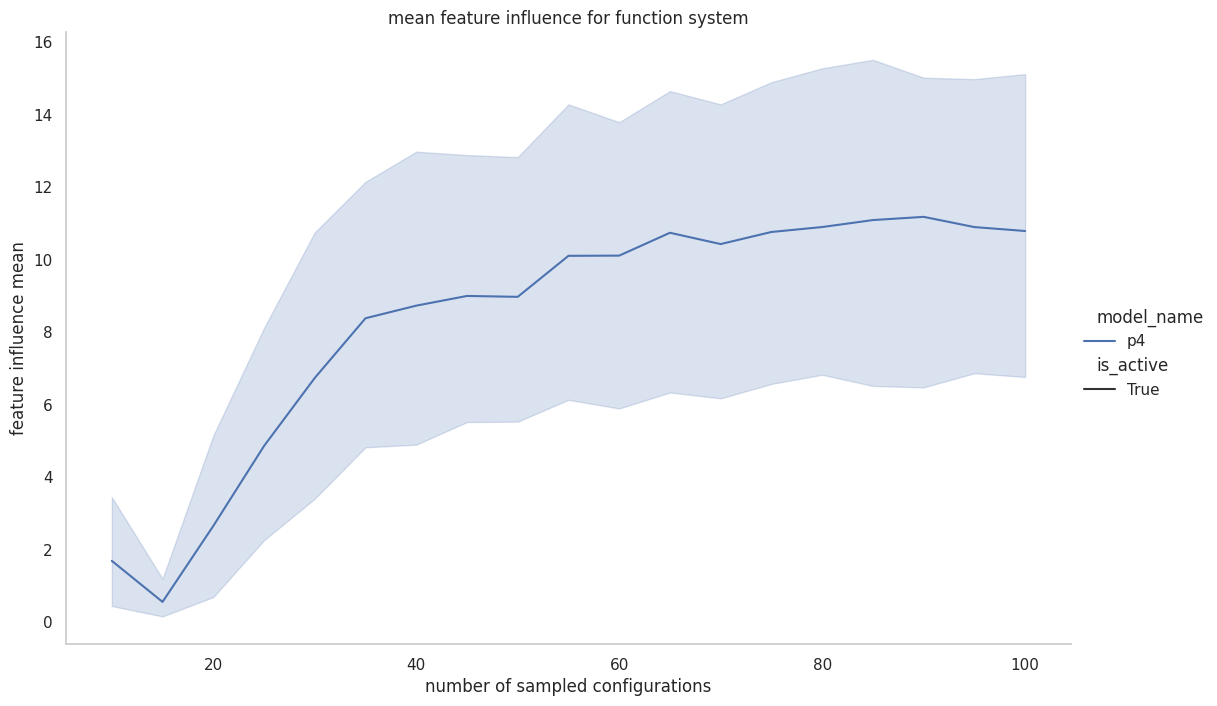 mean feature influence for function system
16
14
12
10
8
6
4
2
0
feature influence mean
20 40 60 80 100
number of sampled configurations
model_name
p4
is_active
True